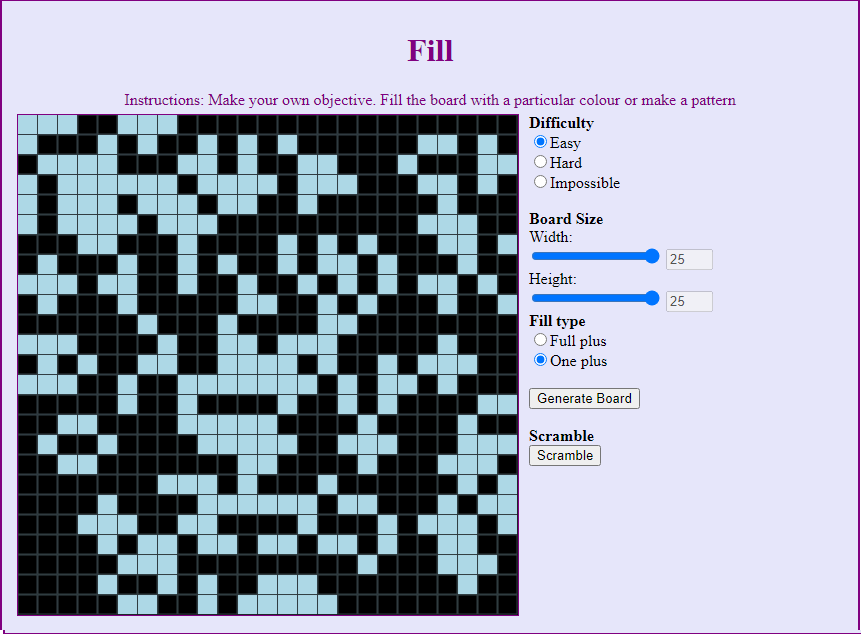 Fill
Instructions: Make your own objective. Fill the board with a particular colour or make a pattern
Difficulty
Easy
Hard
Impossible
Board Size
Width:
25
Height:
25
Fill type
Full plus
One plus
Generate Board
Scramble
Scramble